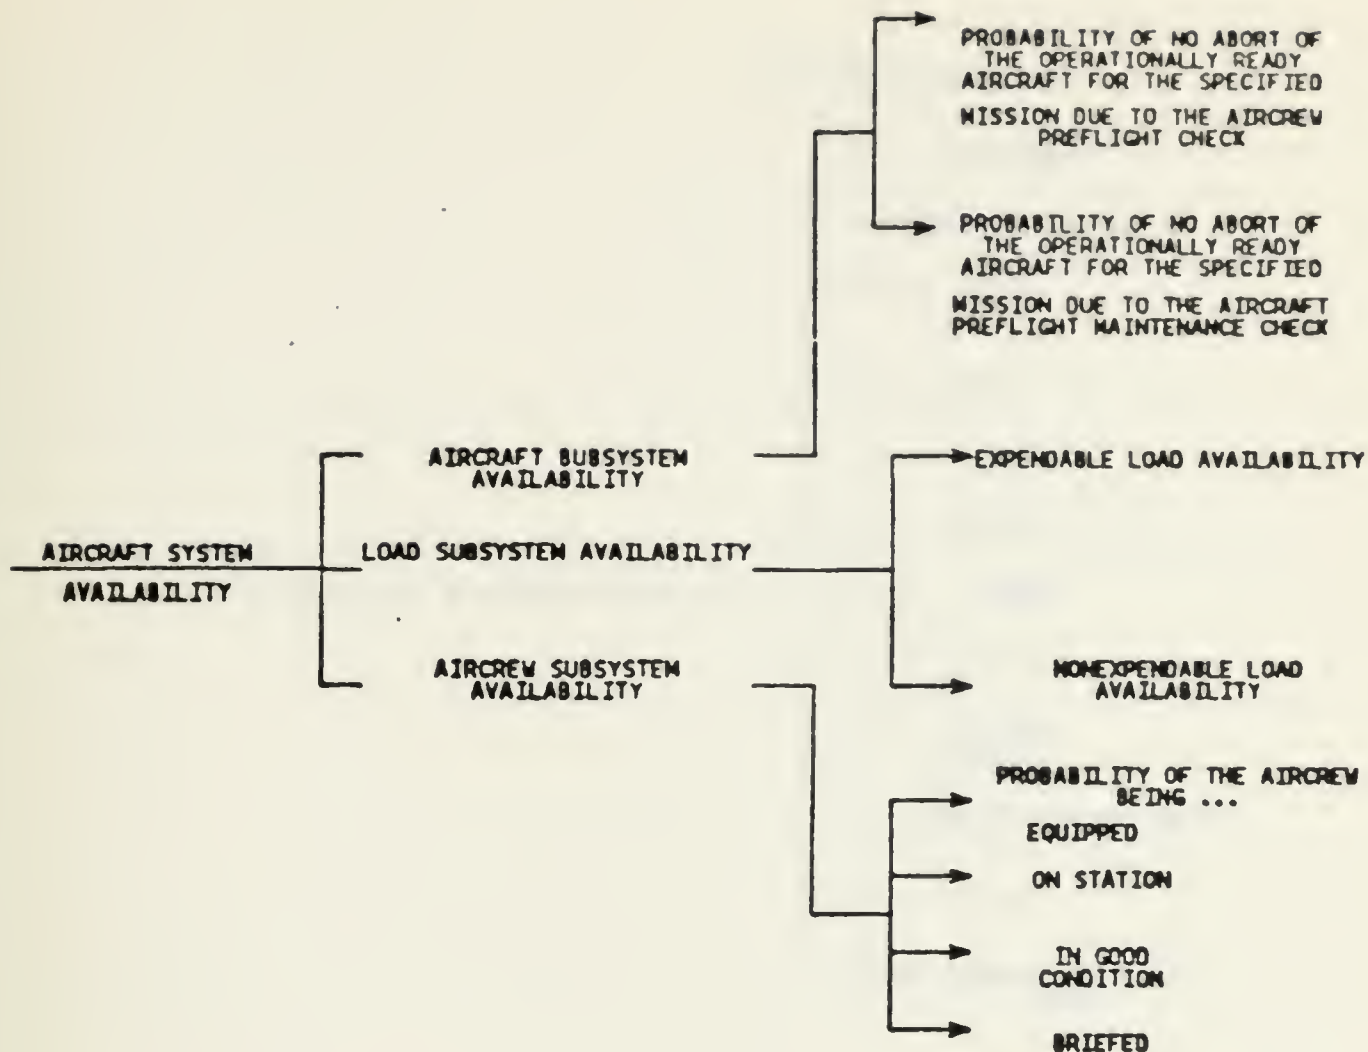 PROBABILITY OF NO ABORT OF
THE OPERATIONALLY READY
AIRCRAFT FOR THE SPECIFIED
MISSION DUE TO THE AIRCREW
PREFLIGHT CHECK
PROBABILITY OF NO ABORT OF
THE OPERATIONALLY READY
AIRCRAFT FOR THE SPECIFIED
MISSION DUE TO THE AIRCRAFT
PREFLIGHT MAINTENANCE CHECK
AIRCRAFT SUBSYSTEM
AVAILABILITY
EXPENDABLE LOAD AVAILABILITY
AIRCRAFT SYSTEM
AVAILABILITY
LOAD SUBSYSTEM AVAILABILITY
AIRCREW SUBSYSTEM
AVAILABILITY
NONEXPENDABLE LOAD
AVAILABILITY
PROBABILITY OF THE AIRCREW
BEING ...
EQUIPPED
ON STATION
IN GOOD
CONDITION
BRIEFED